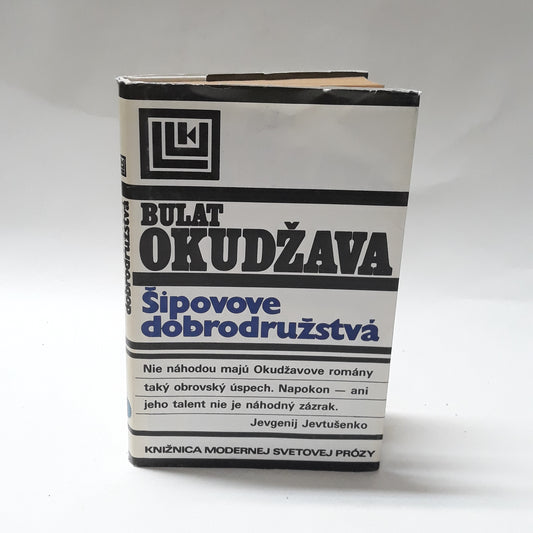 BULAT
OKUDŽAVA
Šipovove
dobrodružstvá
Nie náhodou majú Okudžavove romány
taký obrovský úspech. Napokon — ani
jeho talent nie je náhodný zázrak.
Jevgenij Jevtušenko
KNIŽNICA MODERNEJ SVETOVEJ PRÓZY
dobrodružstvá